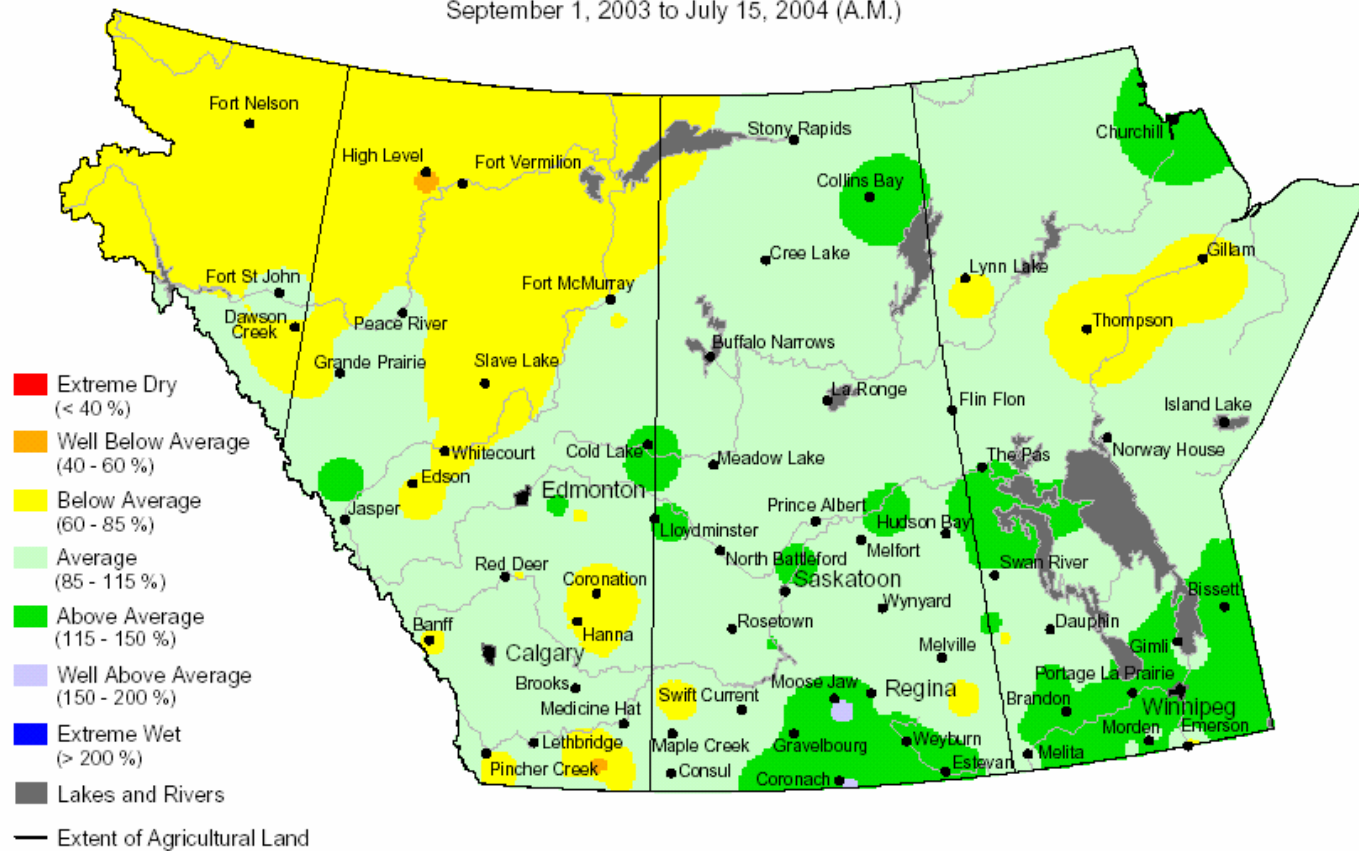 September 1, 2003 to July 15, 2004 (A.M.)
Fort Nelson
High Level
Fort Vermilion
Stony Rapids
Churchill
Collins Bay
Cree Lake
Gillam
Lynn Lake
Fort St John
Fort McMurray
Dawson
Creek
Peace River
Thompson
Buffalo Narrows
Grande Prairie
Slave Lake
La Ronge
Flin Flon
Island Lake
Whitecourt
Cold Lake
Meadow Lake
The Pas
Norway House
Edson
Edmonton
Jasper
Lloydminster
Prince Albert
Hudson Bay
Melfort
North Battleford
Red Deer
Coronation
Saskatoon
Swan River
Bissett
Wynyard
Banff
Hanna
Rosetown
Dauphin
Gimli
Calgary
Melville
Brooks
Swift Current
Moose Jaw
Regina
Portage La Prairie
Brandon
Winnipeg
Medicine Hat
Lethbridge
Maple Creek
Gravelbourg
Weyburn
Morden
Emerson
Pincher Creek
Consul
Coronach
Estevan
Melita
Extreme Dry
(< 40 %)
Well Below Average
(40 - 60 %)
Below Average
(60 - 85 %)
Average
(85 - 115 %)
Above Average
(115 - 150 %)
Well Above Average
(150 - 200 %)
Extreme Wet
(> 200 %)
Lakes and Rivers
Extent of Agricultural Land